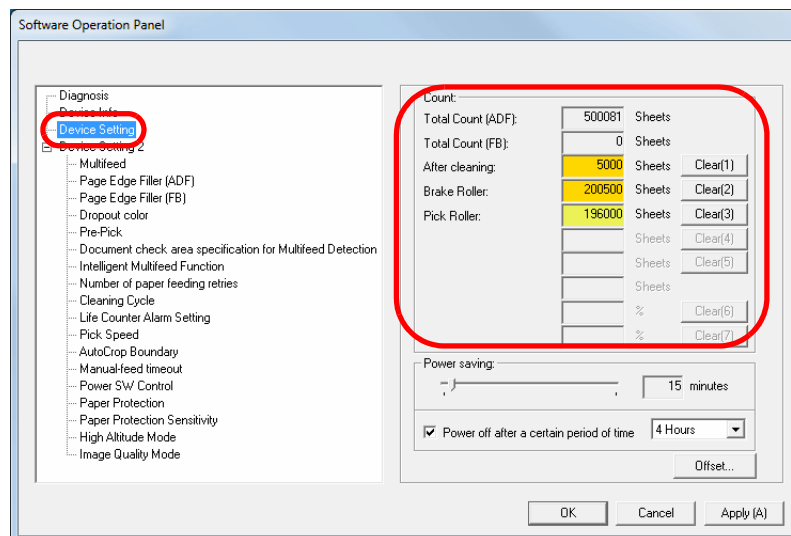 Software Operation Panel
Diagnosis
Device Info
Device Setting
Device Setting 2
Multifeed
Page Edge Filler (ADF)
Page Edge Filler (FB)
Dropout color
Pre-Pick
Document check area specification for Multifeed Detection
Intelligent Multifeed Function
Number of paper feeding retries
Cleaning Cycle
Life Counter Alarm Setting
Pick Speed
AutoCrop Boundary
Manual-feed timeout
Power SW Control
Paper Protection
Paper Protection Sensitivity
High Altitude Mode
Image Quality Mode
Count:
Total Count (ADF): 500081 Sheets
Total Count (FB): 0 Sheets
After cleaning: 5000 Sheets Clear(1)
Brake Roller: 200500 Sheets Clear(2)
Pick Roller: 196000 Sheets Clear(3)
Sheets Clear(4)
Sheets Clear(5)
Sheets
% Clear(6)
% Clear(7)
Power saving:
15 minutes
Power off after a certain period of time 4 Hours
Offset...
OK Cancel Apply (A)